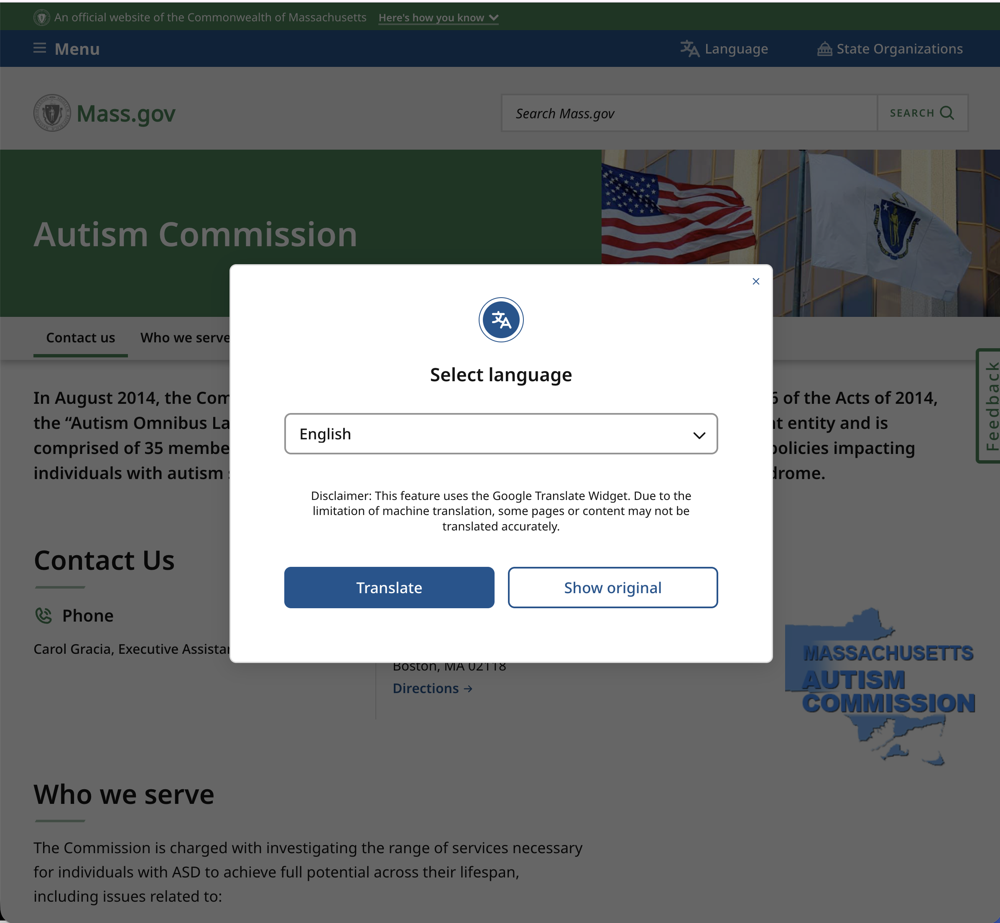 An official website of the Commonwealth of Massachusetts Here's how you know
Menu Language State Organizations
Mass.gov Search Mass.gov SEARCH
Autism Commission
Contact us Who we serve
Feedback
In August 2014, the Com 6 of the Acts of 2014,
the “Autism Omnibus La entity and is
comprised of 35 membe policies impacting
individuals with autism drome.
Select language
English
Disclaimer: This feature uses the Google Translate Widget. Due to the
limitation of machine translation, some pages or content may not be
translated accurately.
Translate Show original
Contact Us
Phone
Carol Gracia, Executive Assista
Boston, MA 02118
Directions →
MASSACHUSETTS
AUTISM
COMMISSION
Who we serve
The Commission is charged with investigating the range of services necessary
for individuals with ASD to achieve full potential across their lifespan,
including issues related to: